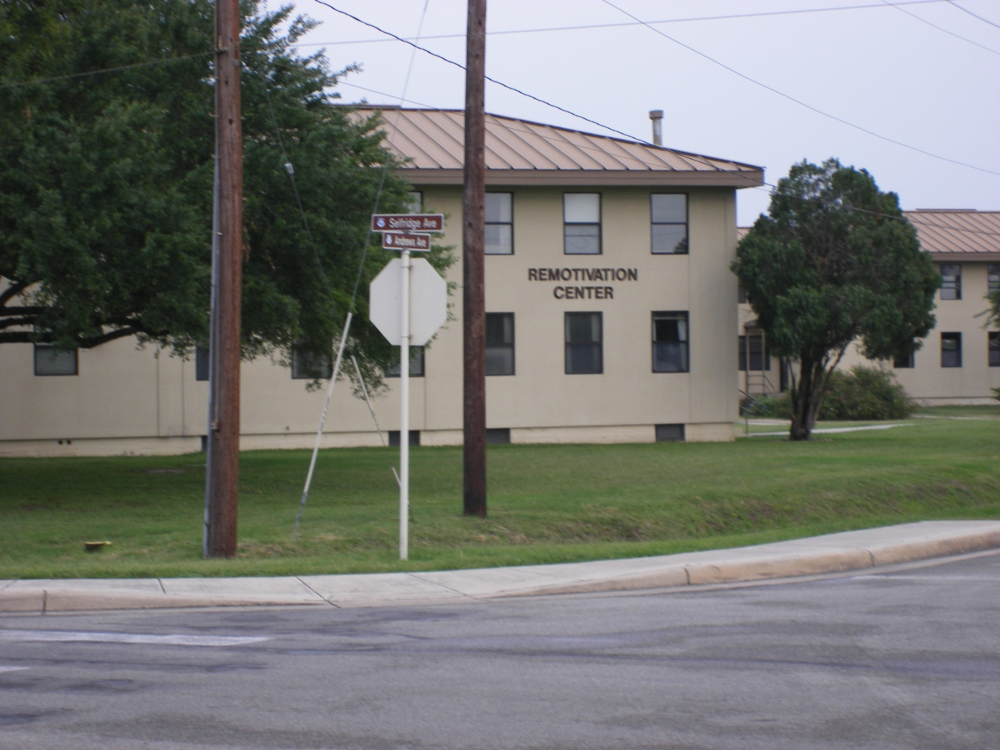 Selfridge Ave
Andrews Ave
REMOTIVATION
CENTER